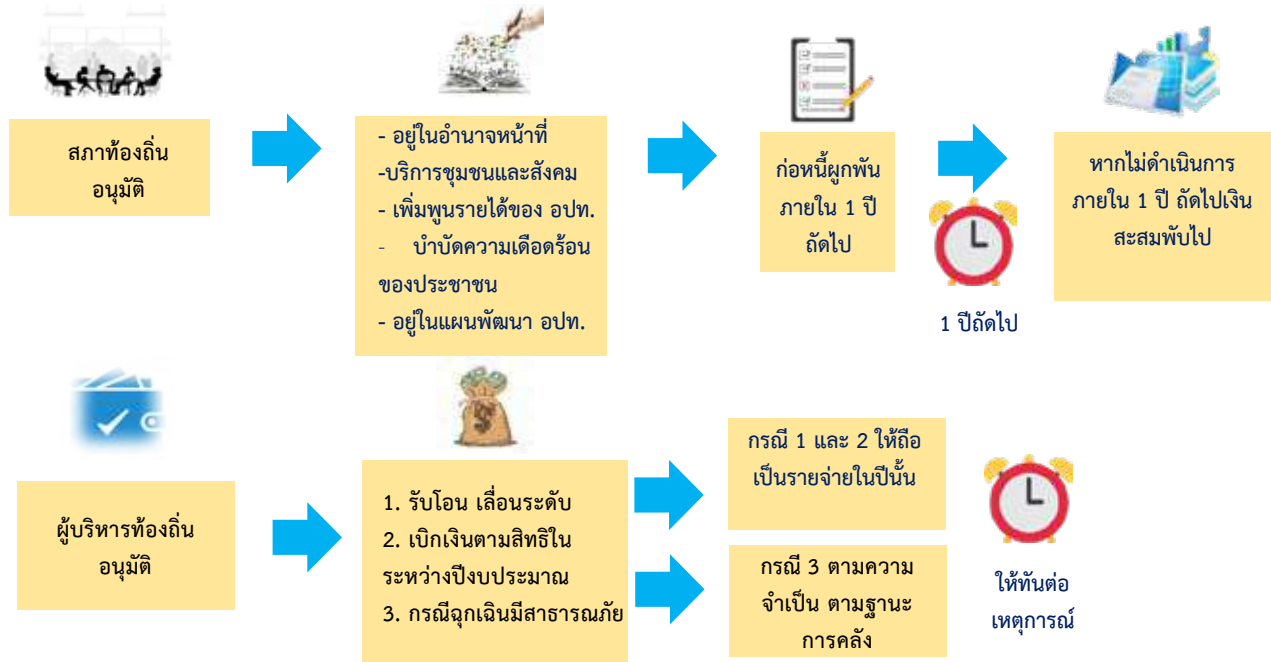 สภาท้องถิ่น
อนุมัติ
- อยู่ในอำนาจหน้าที่
-บริการชุมชนและสังคม
- เพิ่มพูนรายได้ของ อปท.
- บำบัดความเดือดร้อน
ของประชาชน
- อยู่ในแผนพัฒนา อปท.
ก่อหนี้ผูกพัน
ภายใน 1 ปี
ถัดไป
1 ปีถัดไป
หากไม่ดำเนินการ
ภายใน 1 ปี ถัดไปเงิน
สะสมพับไป
ผู้บริหารท้องถิ่น
อนุมัติ
1. รับโอน เลื่อนระดับ
2. เบิกเงินตามสิทธิใน
ระหว่างปีงบประมาณ
3. กรณีฉุกเฉินมีสาธารณภัย
กรณี 1 และ 2 ให้ถือ
เป็นรายจ่ายในปีนั้น
กรณี 3 ตามความ
จำเป็น ตามฐานะ
การคลัง
ให้ทันต่อ
เหตุการณ์